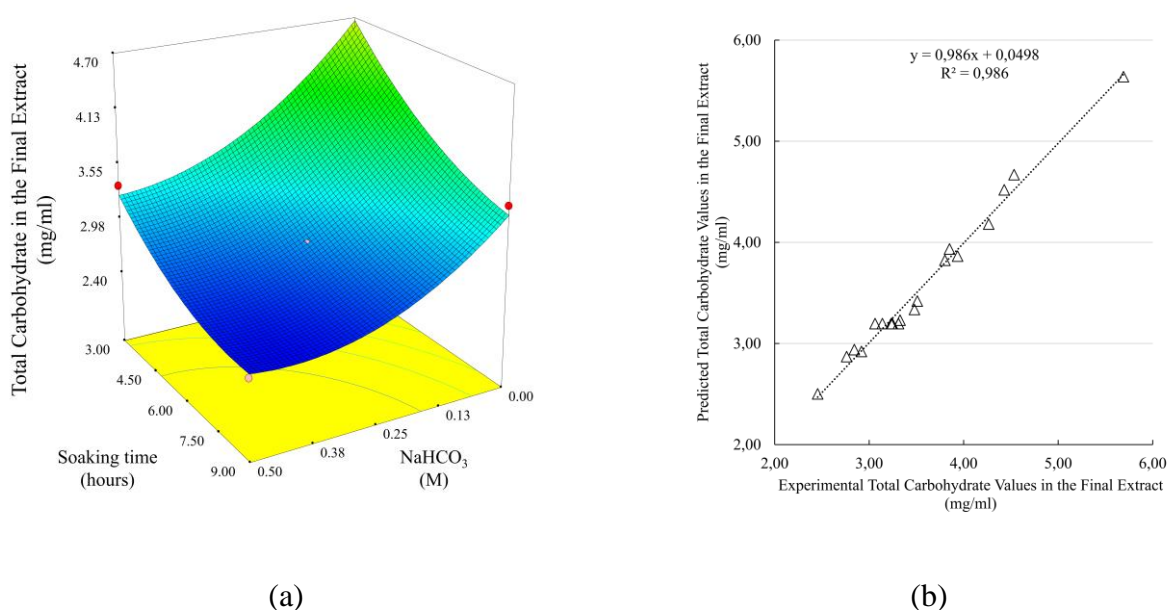 Total Carbohydrate in the Final Extract
(mg/ml)
4.70
4.13
3.55
2.98
2.40
3.00
4.50
6.00
7.50
9.00
Soaking time
(hours)
0.50
0.38
0.25
0.13
0.00
NaHCO₃
(M)
(a)
Predicted Total Carbohydrate Values in the Final Extract
(mg/ml)
6,00
5,00
4,00
3,00
2,00
y = 0,986x + 0,0498
R² = 0,986
2,00 3,00 4,00 5,00 6,00
Experimental Total Carbohydrate Values in the Final Extract
(mg/ml)
(b)